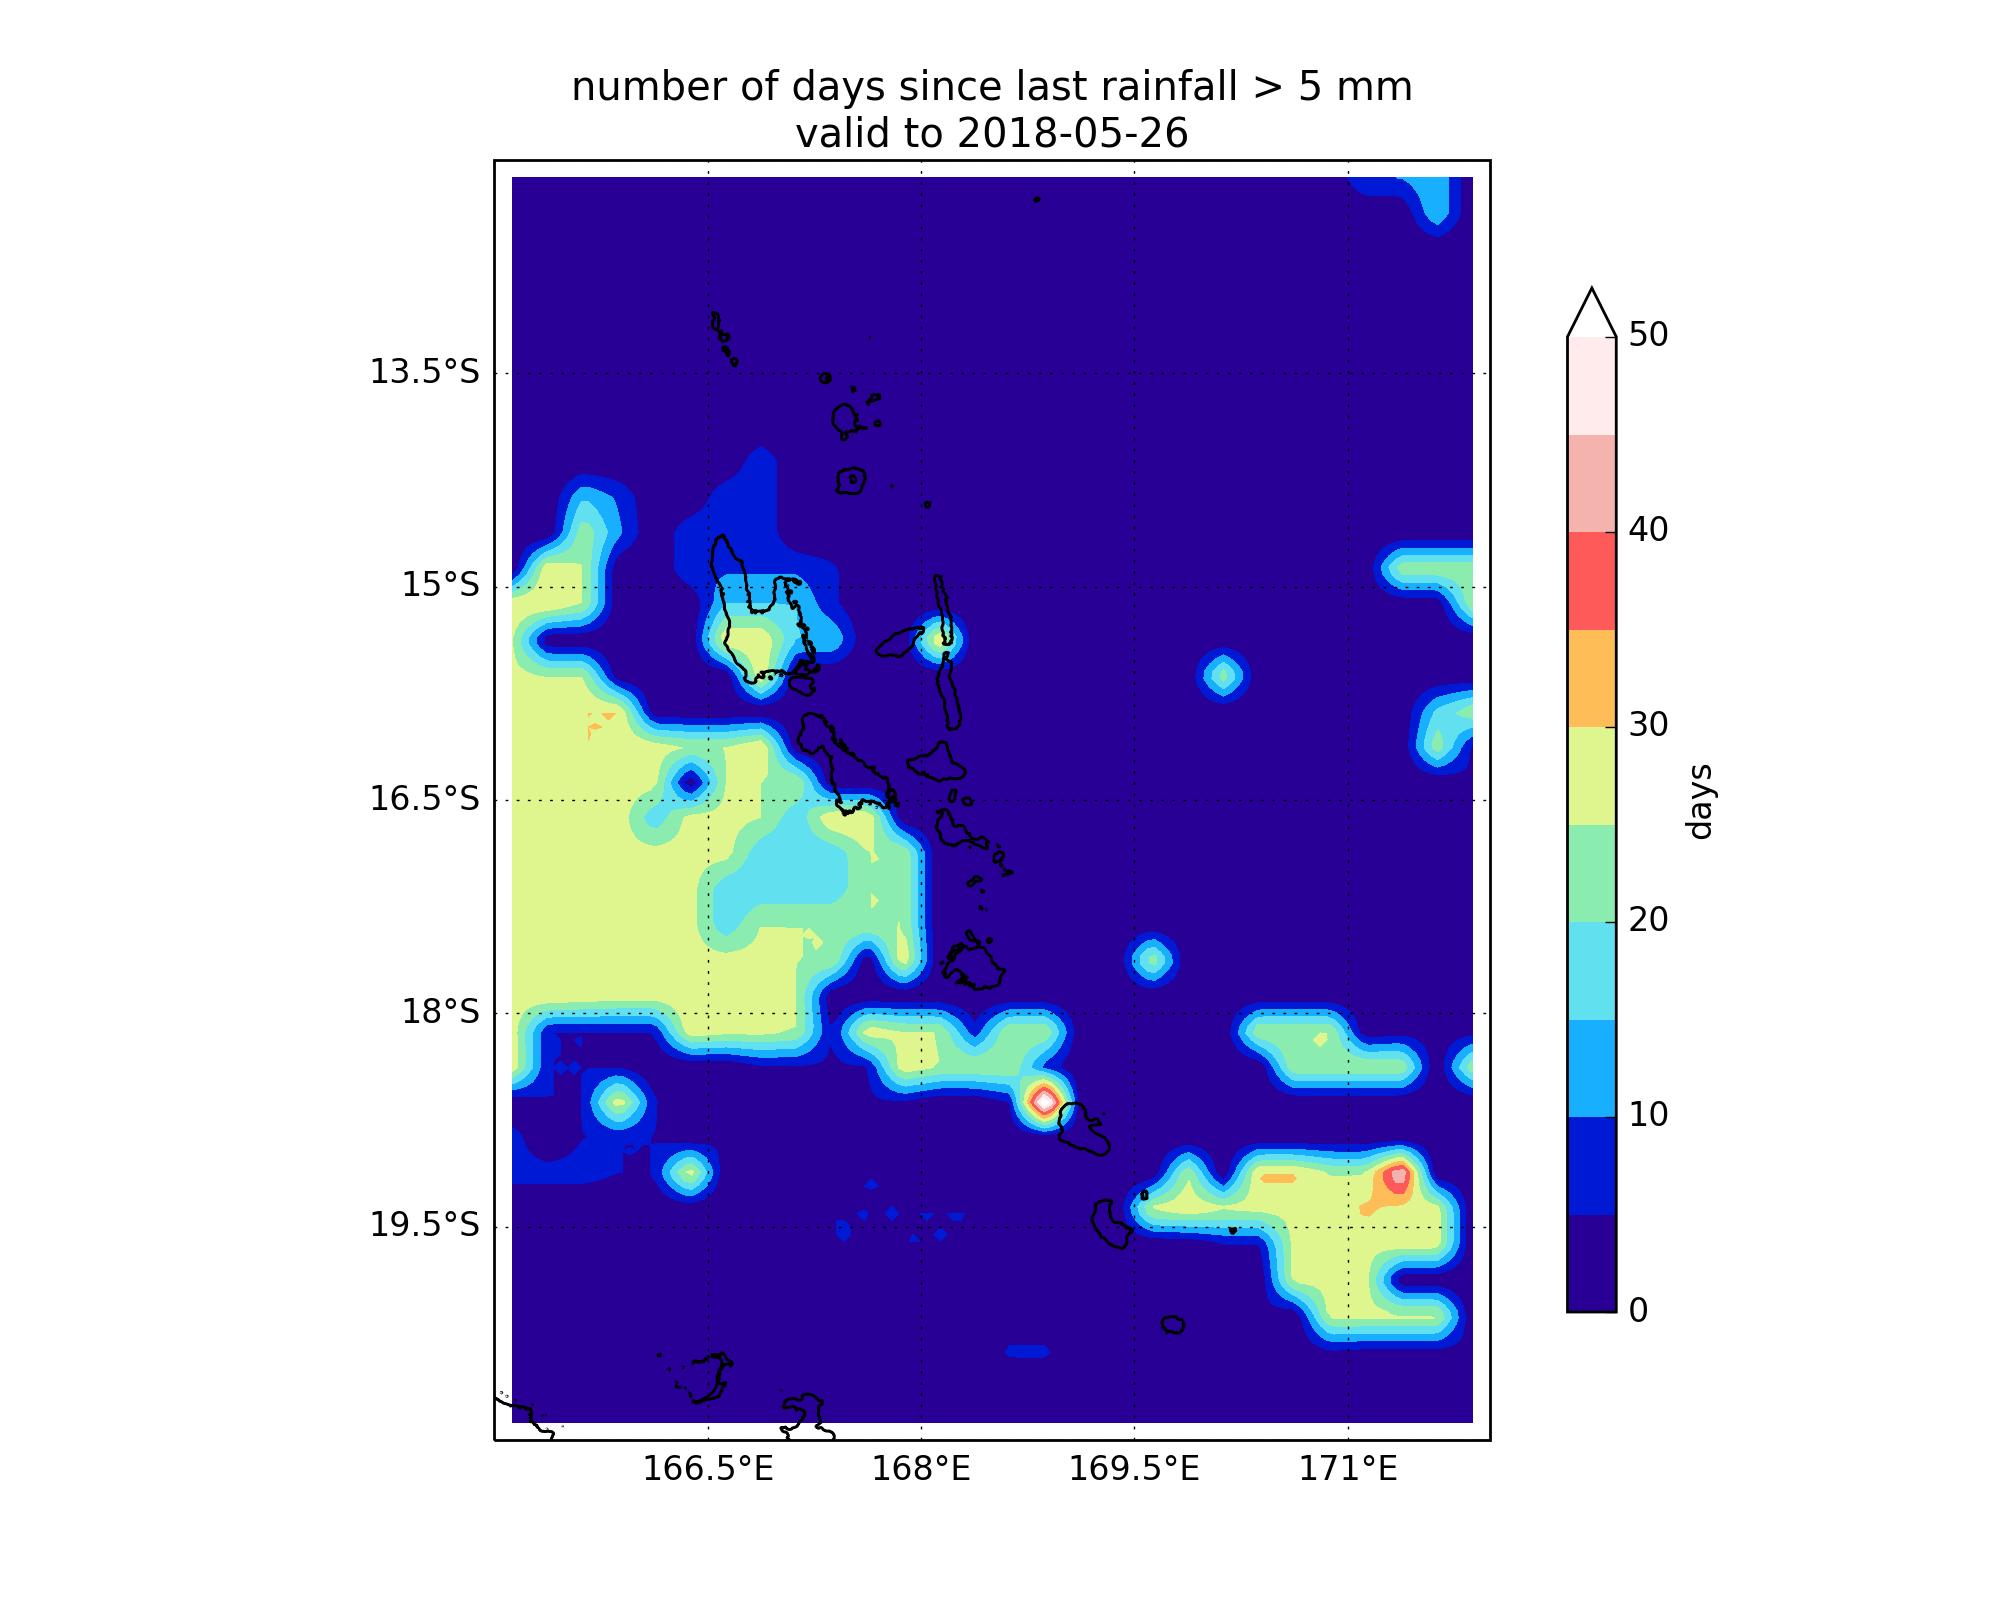 number of days since last rainfall > 5 mm
valid to 2018-05-26
50
13.5°S
40
15°S
30
16.5°S
days
20
18°S
10
19.5°S
0
166.5°E 168°E 169.5°E 171°E